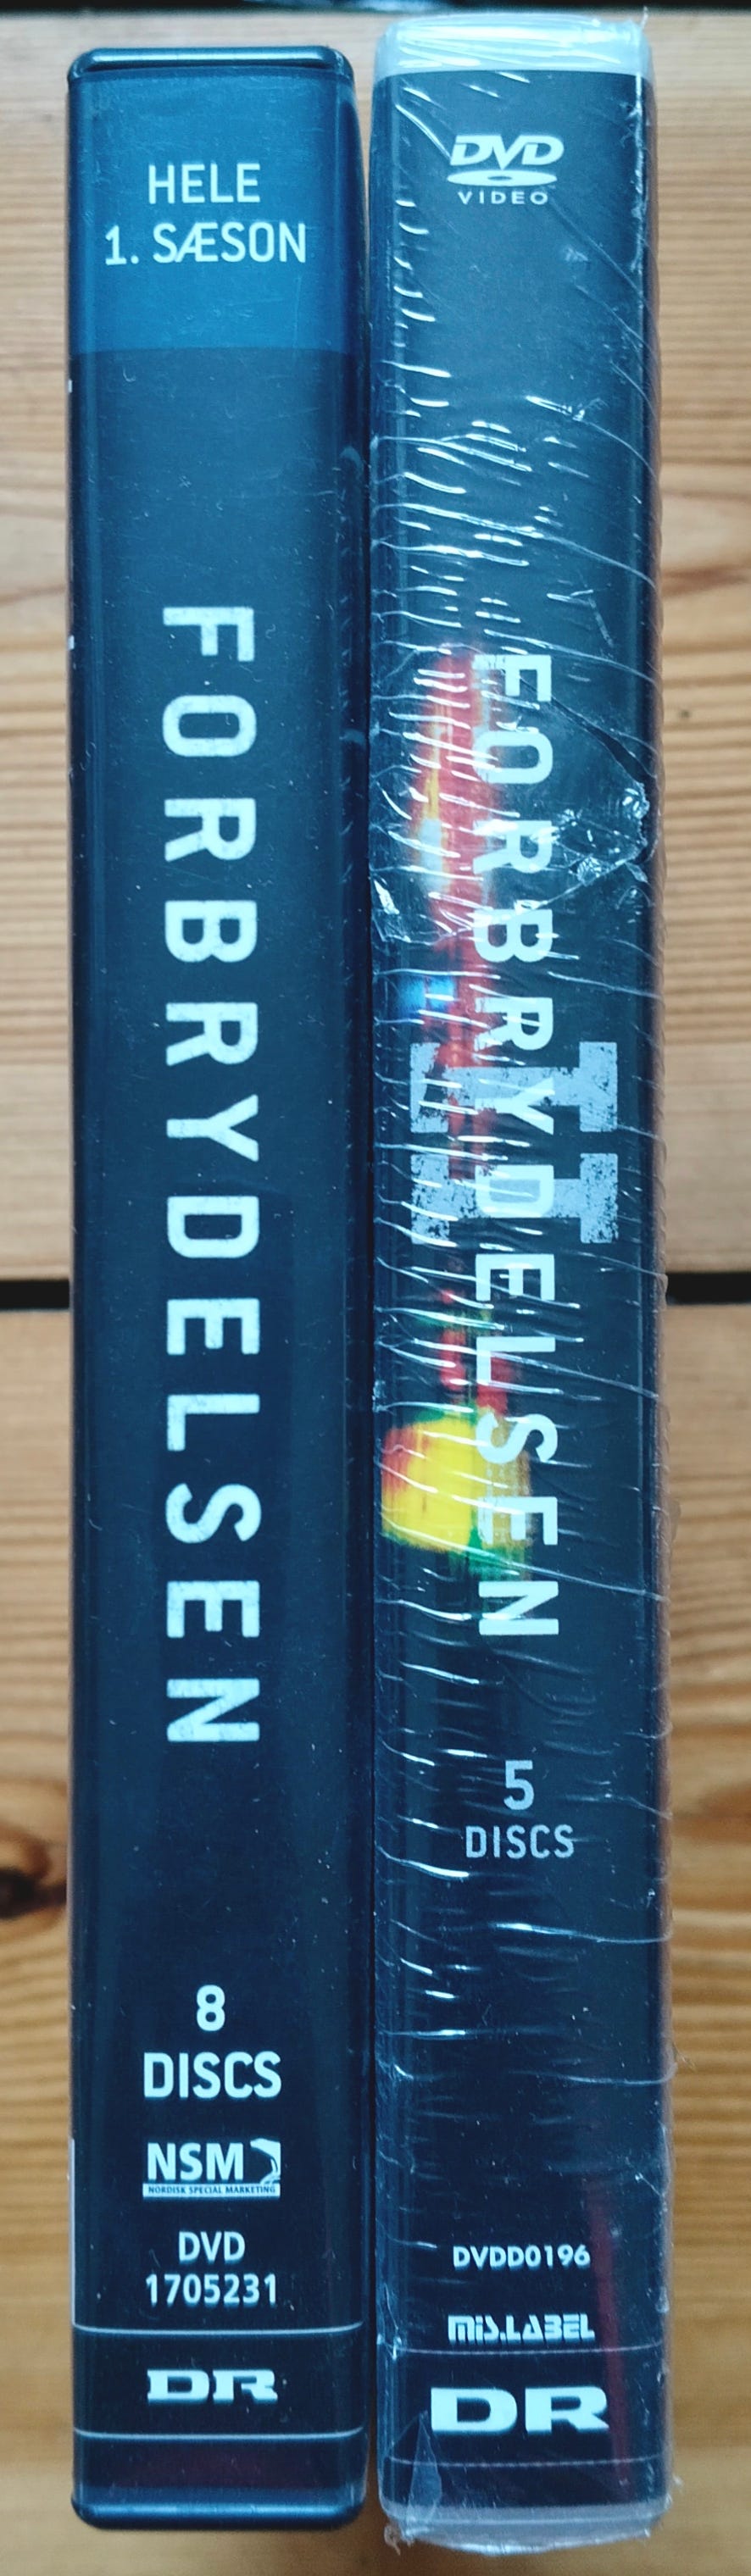 HELE
1. SÆSON
FORBRYDELSEN
8
DISCS
NSM
NORDISK SPECIAL MARKETING
DVD
1705231
DR
DVD
VIDEO
FORBRYDELSEN
II
5
DISCS
DVDD0196
MIS.LABEL
DR